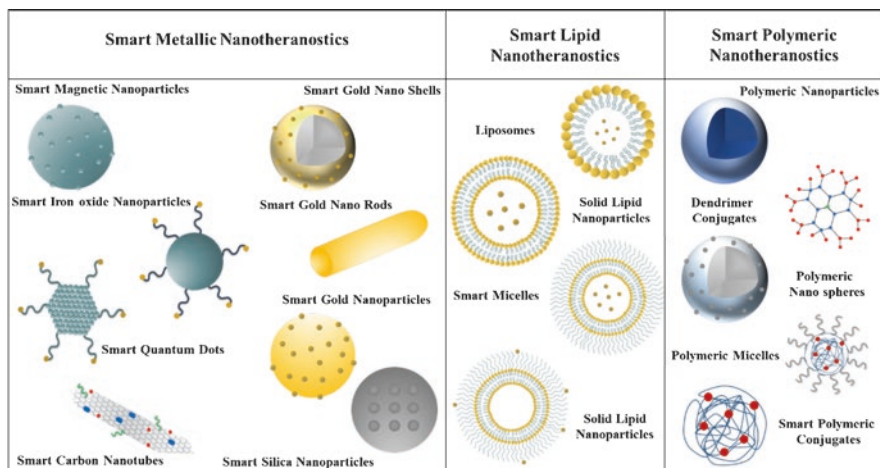 Smart Metallic Nanotheranostics
Smart Magnetic Nanoparticles
Smart Gold Nano Shells
Smart Iron oxide Nanoparticles
Smart Gold Nano Rods
Smart Gold Nanoparticles
Smart Quantum Dots
Smart Carbon Nanotubes
Smart Silica Nanoparticles
Smart Lipid
Nanotheranostics
Liposomes
Solid Lipid
Nanoparticles
Smart Micelles
Solid Lipid
Nanoparticles
Smart Polymeric
Nanotheranostics
Polymeric Nanoparticles
Dendrimer
Conjugates
Polymeric
Nano spheres
Polymeric Micelles
Smart Polymeric
Conjugates